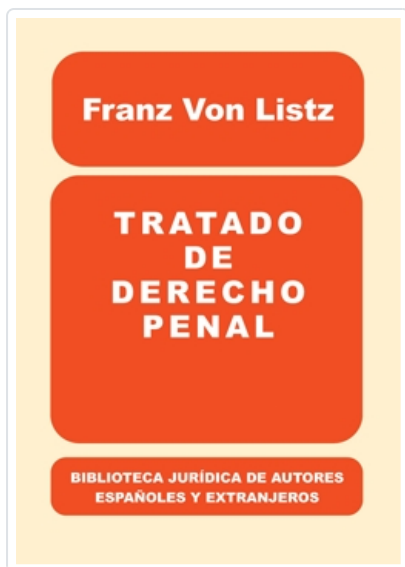 Franz Von Listz
TRATADO
DE
DERECHO
PENAL
BIBLIOTECA JURÍDICA DE AUTORES
ESPAÑOLES Y EXTRANJEROS